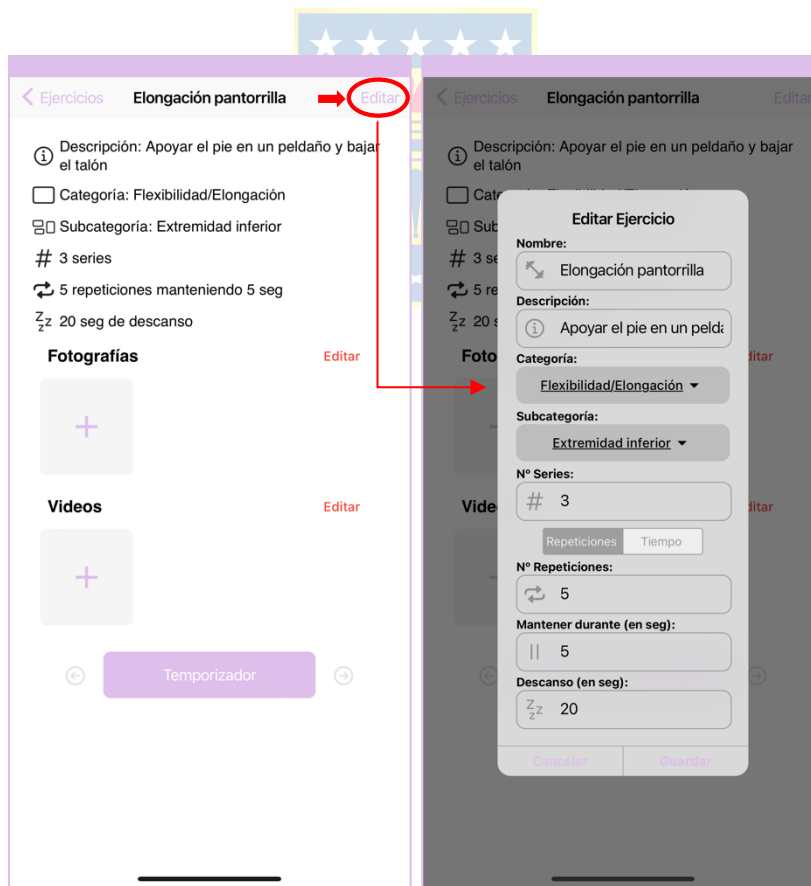 Ejercicios Elongación pantorrilla Editar
Descripción: Apoyar el pie en un peldaño y bajar
el talón
Categoría: Flexibilidad/Elongación
Subcategoría: Extremidad inferior
# 3 series
5 repeticiones manteniendo 5 seg
Zzz 20 seg de descanso
Fotografías Editar
+
Videos Editar
+
Temporizador
Ejercicios Elongación pantorrilla Editar
Descripción: Apoyar el pie en un peldaño y bajar
el talón
Editar Ejercicio
Nombre:
Elongación pantorrilla
Descripción:
Apoyar el pie en un
Categoría:
Flexibilidad/Elongación
Subcategoría:
Extremidad inferior
Nº Series:
# 3
Repeticiones Tiempo
Nº Repeticiones:
5
Mantener durante (en seg):
5
Descanso (en seg):
Zzz 20
Cancelar Guardar